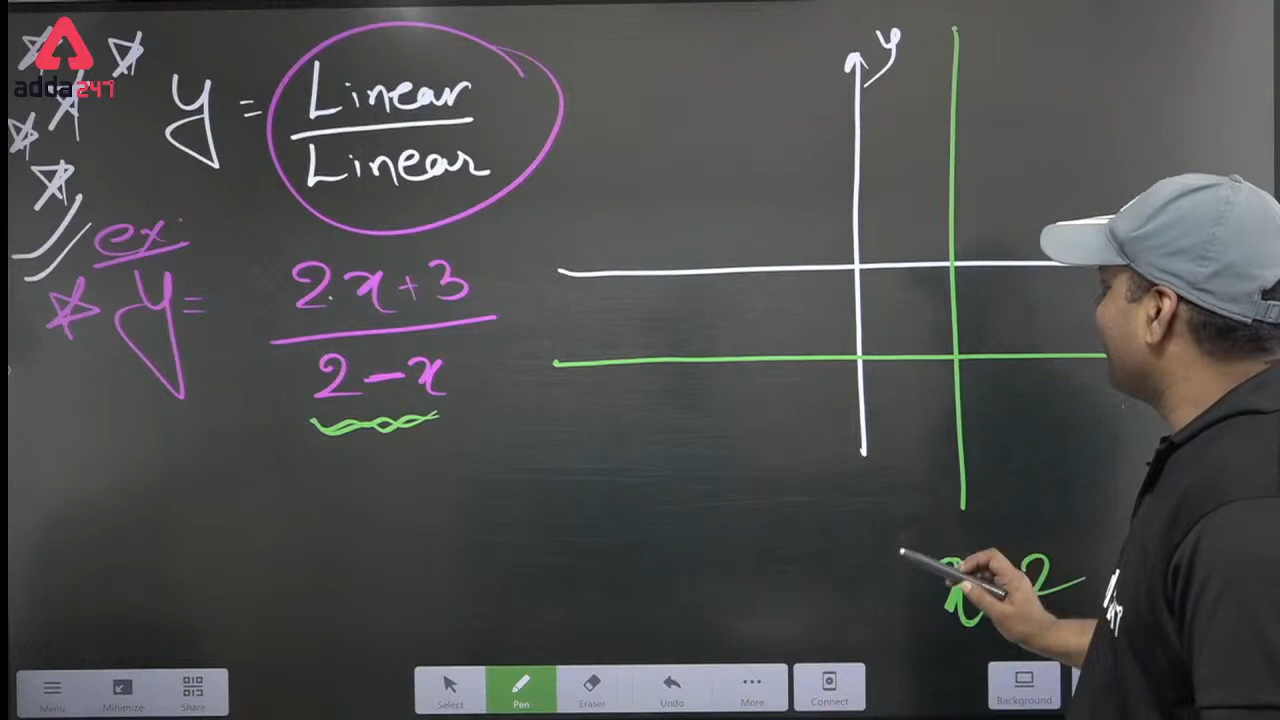 adda247
y = Linear
Linear
ex
y = 2x+3
2-x
y
2
Menu
Minimize
Share
Select
Pen
Eraser
Undo
More
Connect
Background